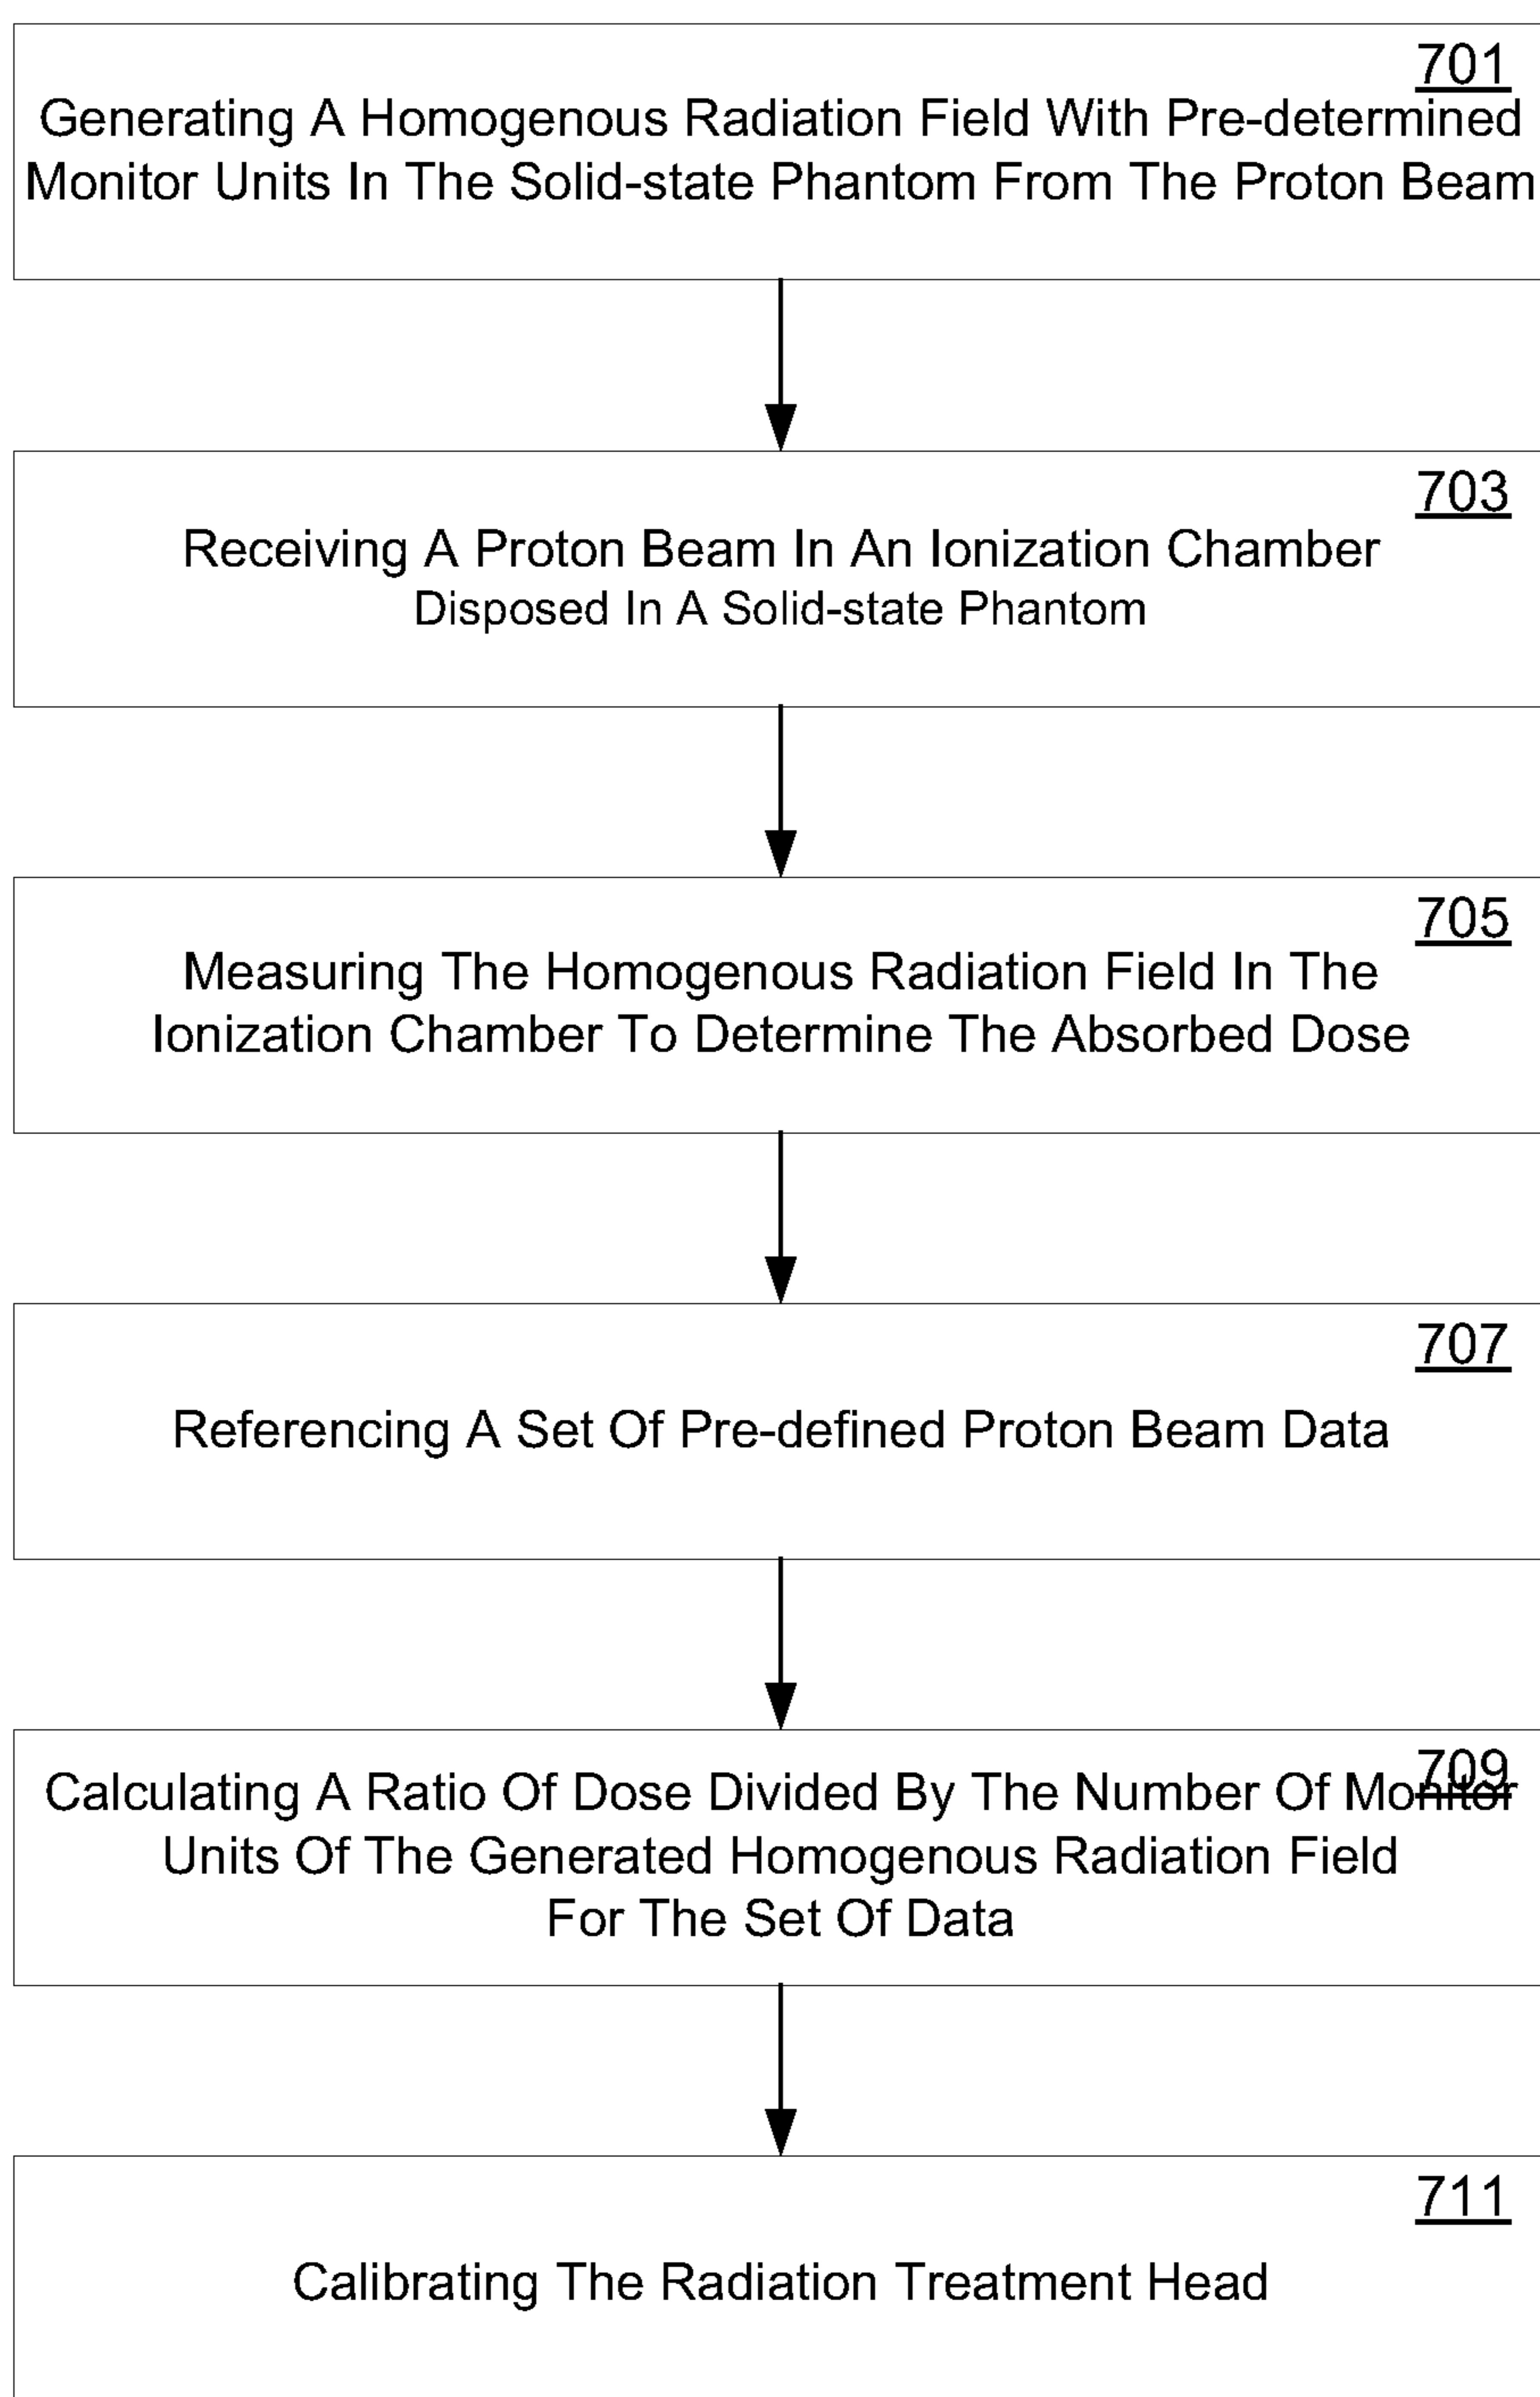 701
Generating A Homogenous Radiation Field With Pre-determined
Monitor Units In The Solid-state Phantom From The Proton Beam
703
Receiving A Proton Beam In An Ionization Chamber
Disposed In A Solid-state Phantom
705
Measuring The Homogenous Radiation Field In The
Ionization Chamber To Determine The Absorbed Dose
707
Referencing A Set Of Pre-defined Proton Beam Data
709
Calculating A Ratio Of Dose Divided By The Number Of Monitor
Units Of The Generated Homogenous Radiation Field
For The Set Of Data
711
Calibrating The Radiation Treatment Head